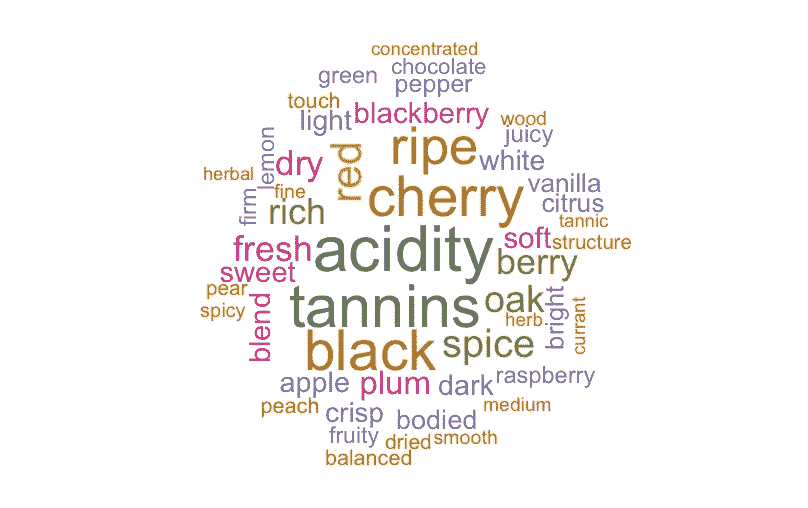 concentrated
green chocolate
pepper
touch
light blackberry
wood
juicy
lemon
dry
red
ripe
white
herbal
fine
cherry
vanilla
citrus
firm
rich
tannic
fresh
acidity
soft structure
sweet
berry
pear
tannins
oak
spicy
blend
herb
bright
currant
black
spice
apple plum dark raspberry
peach
crisp
bodied
medium
fruity
dried smooth
balanced